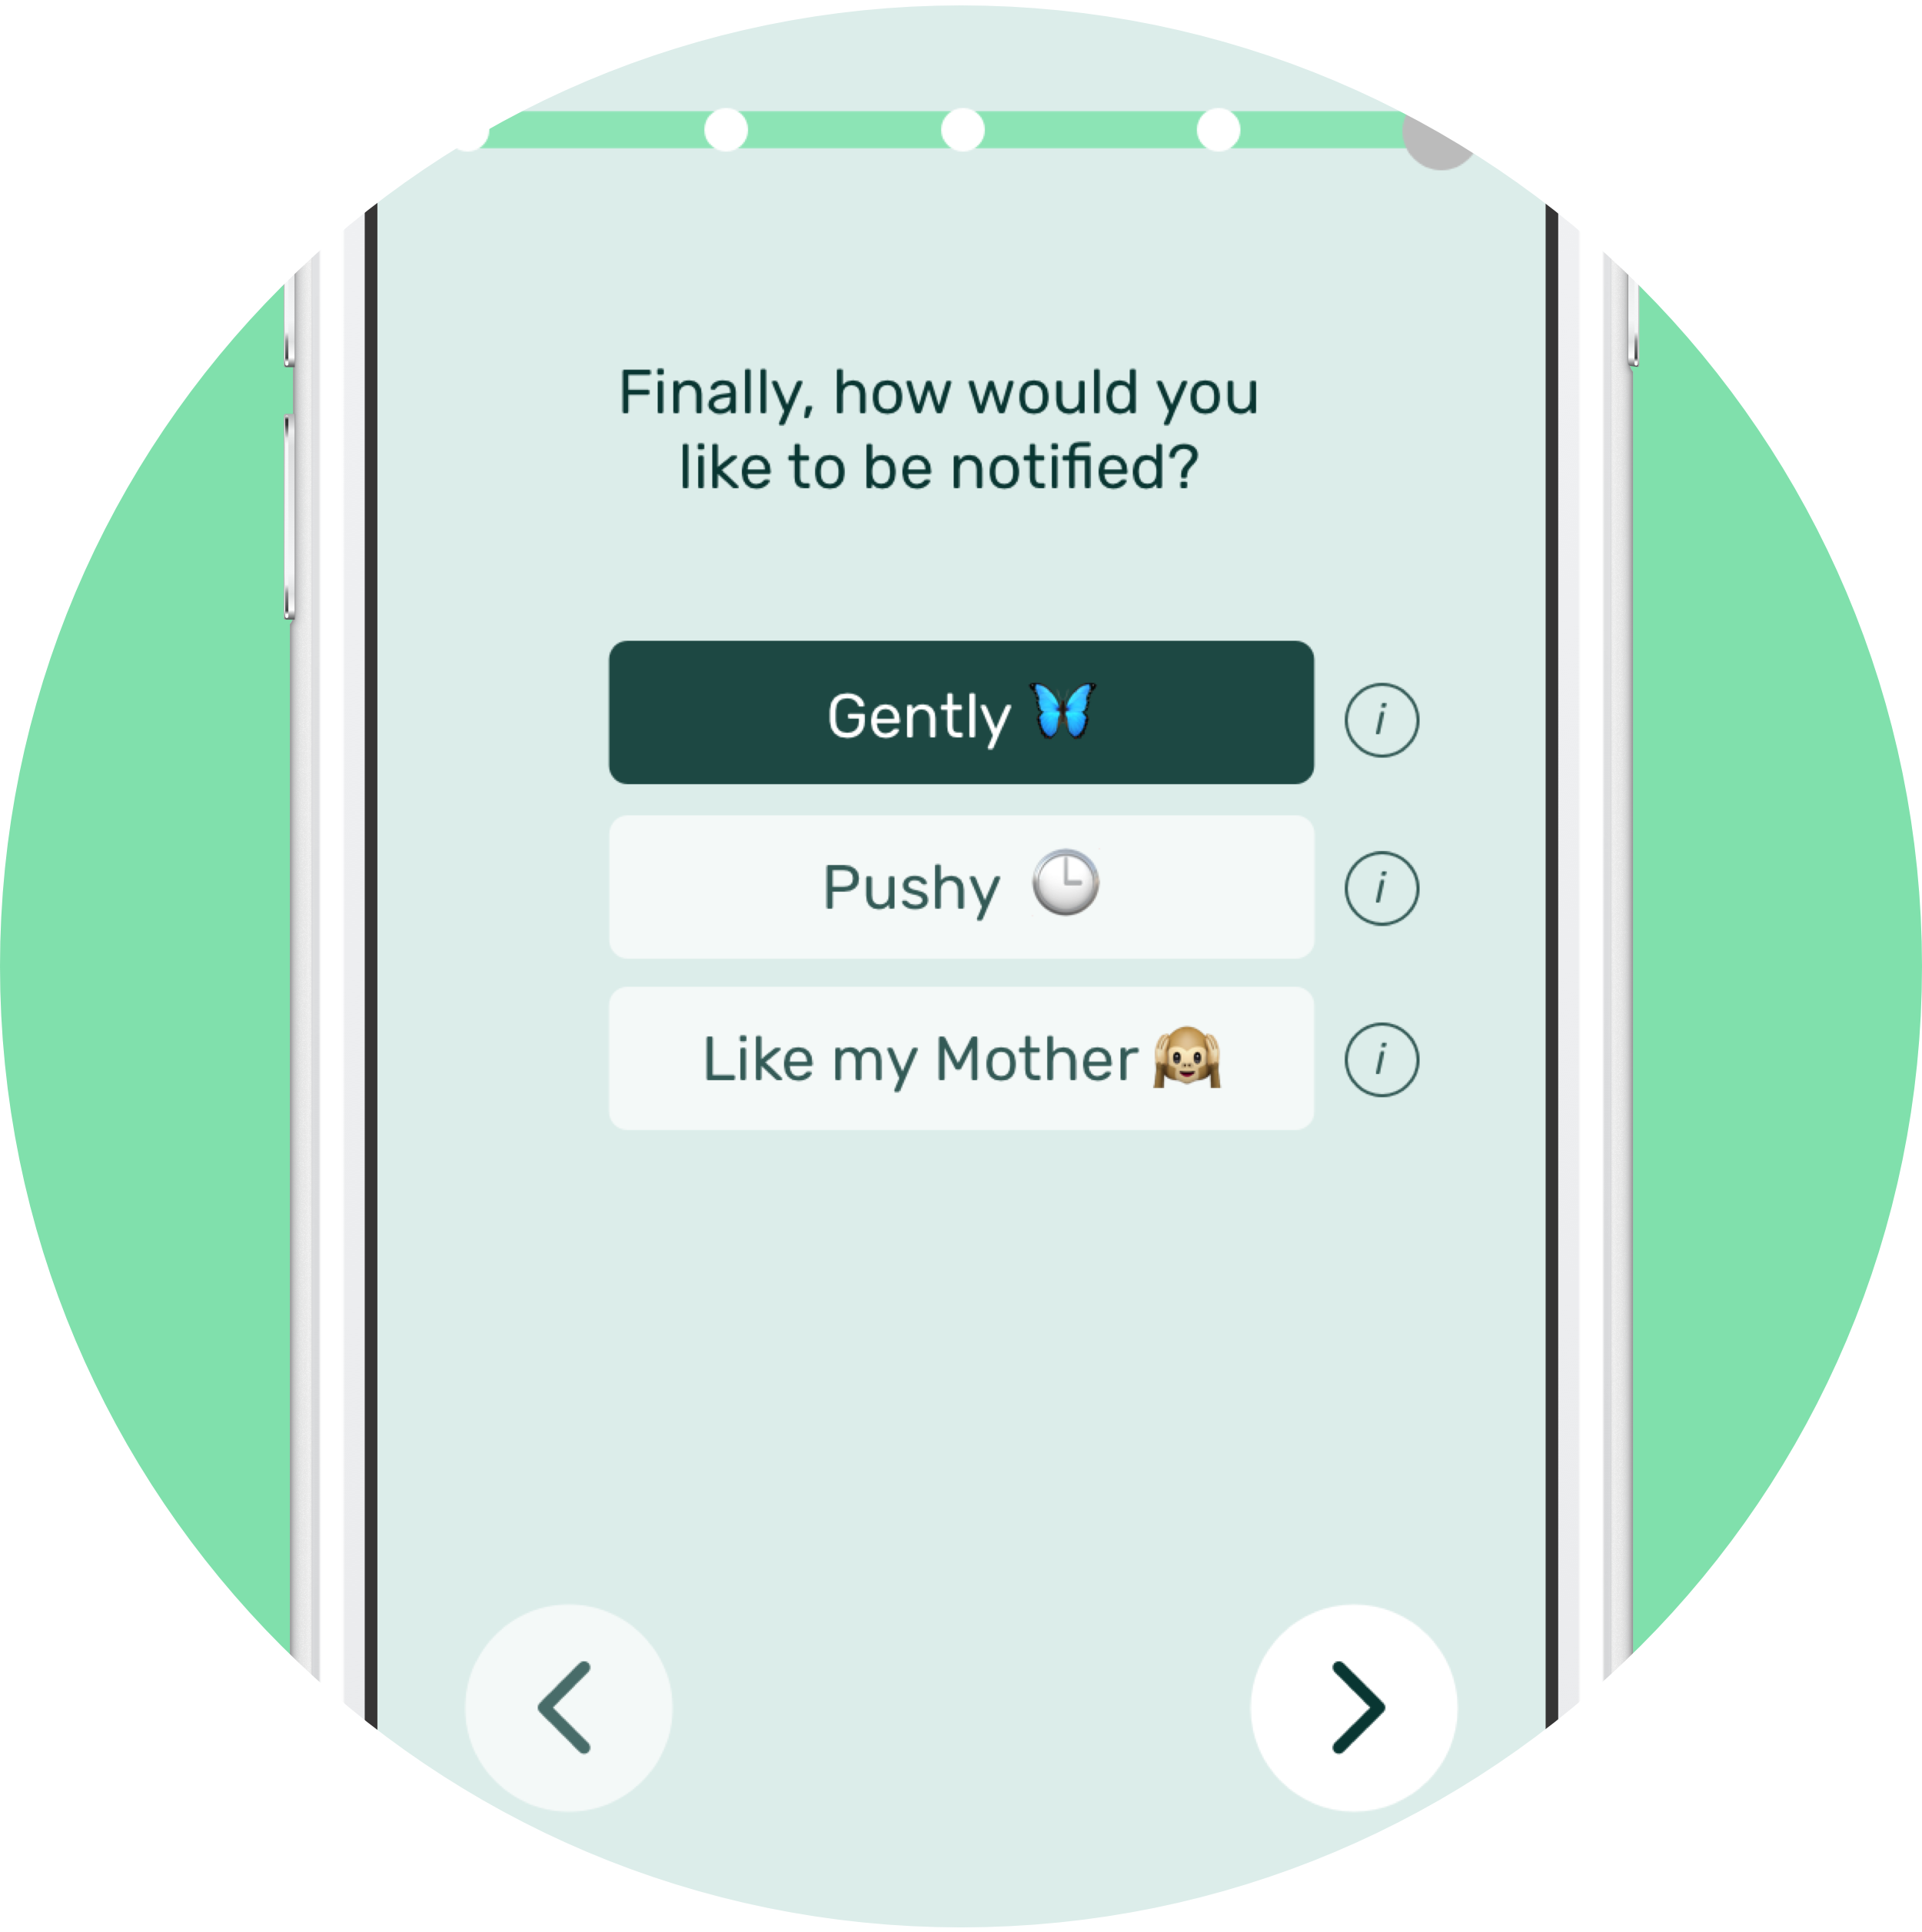 Finally, how would you
like to be notified?
Gently 🦋
i
Pushy 🕒
i
Like my Mother 🙉
i